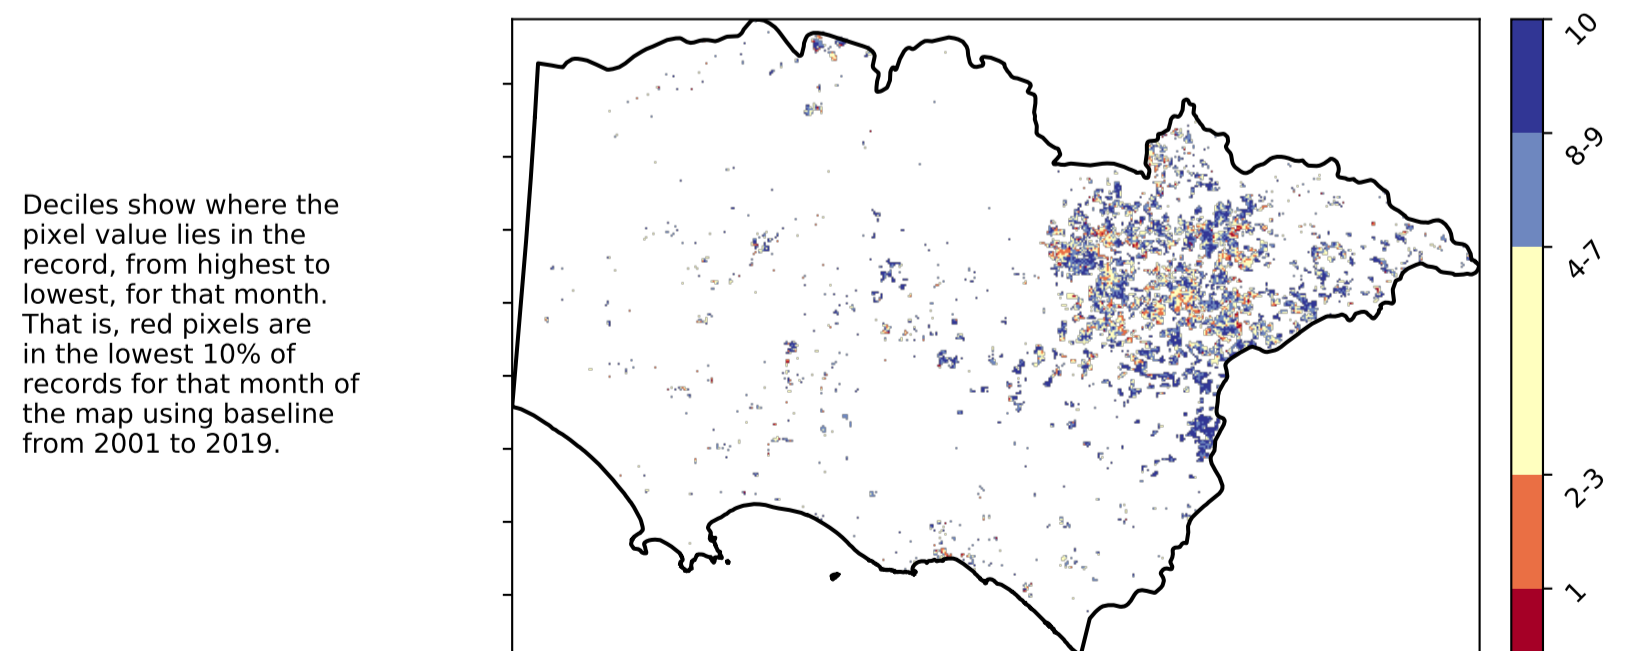 Deciles show where the
pixel value lies in the
record, from highest to
lowest, for that month.
That is, red pixels are
in the lowest 10% of
records for that month of
the map using baseline
from 2001 to 2019.
10
8-9
4-7
2-3
1